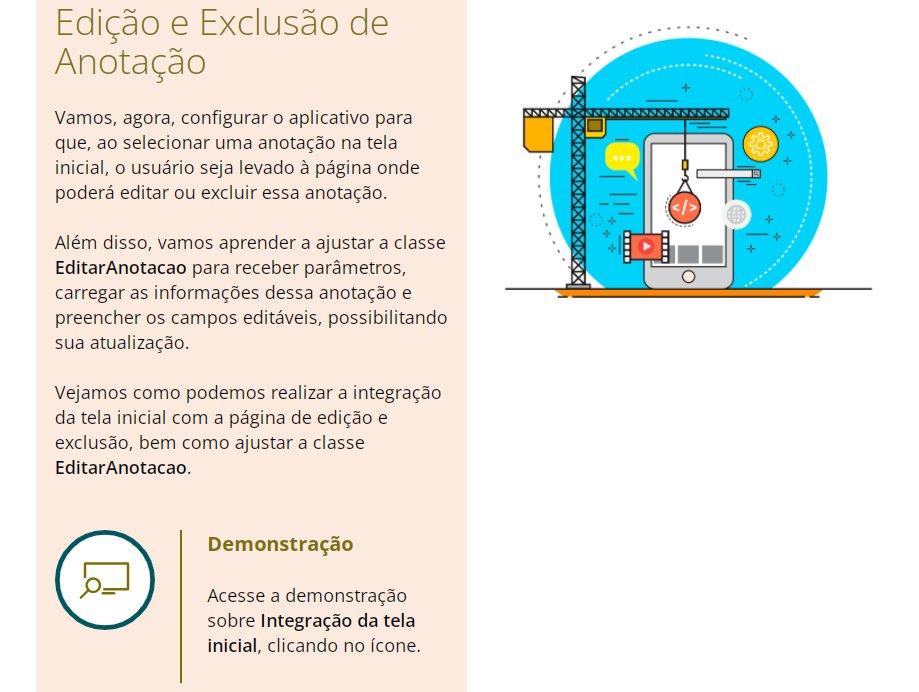 Edição e Exclusão de
Anotação
Vamos, agora, configurar o aplicativo para
que, ao selecionar uma anotação na tela
inicial, o usuário seja levado à página onde
poderá editar ou excluir essa anotação.
Além disso, vamos aprender a ajustar a classe
EditarAnotacao para receber parâmetros,
carregar as informações dessa anotação e
preencher os campos editáveis, possibilitando
sua atualização.
Vejamos como podemos realizar a integração
da tela inicial com a página de edição e
exclusão, bem como ajustar a classe
EditarAnotacao.
Demonstração
Acesse a demonstração
sobre Integração da tela
inicial, clicando no ícone.